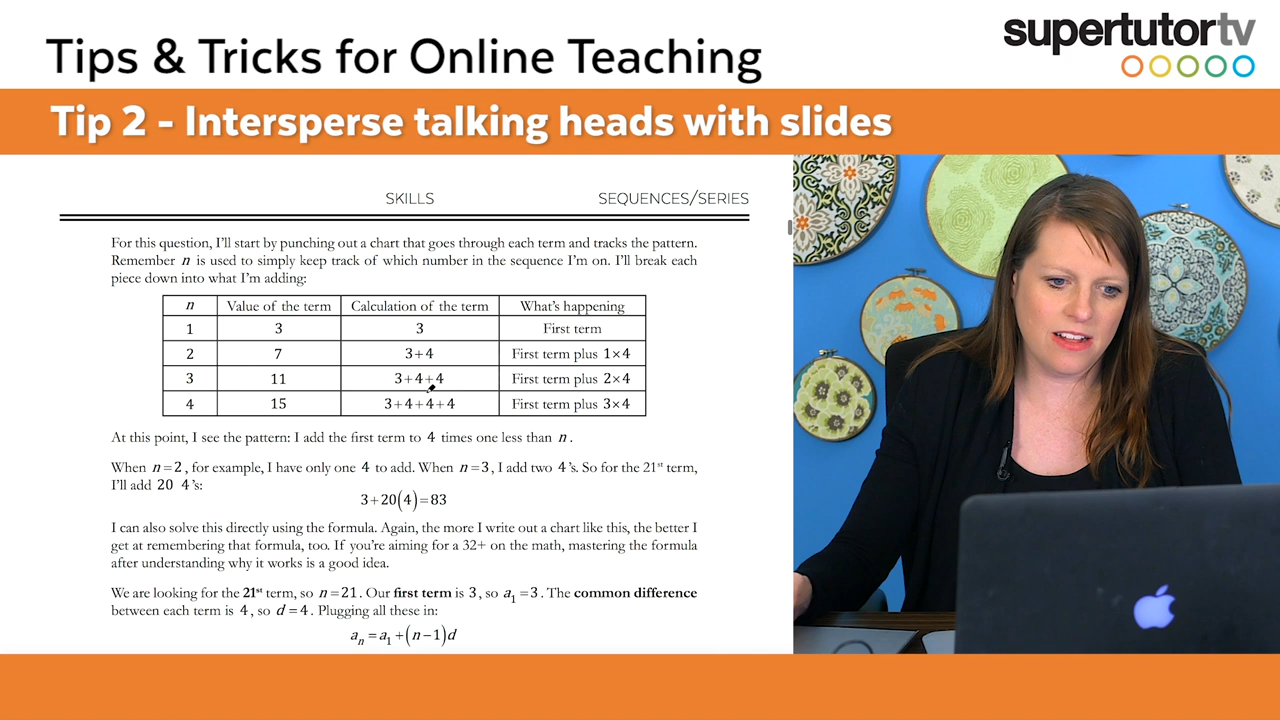 supertutortv
Tips & Tricks for Online Teaching
Tip 2 - Intersperse talking heads with slides
SKILLS SEQUENCES/SERIES
For this question, I'll start by punching out a chart that goes through each term and tracks the pattern.
Remember n is used to simply keep track of which number in the sequence I'm on. I'll break each
piece down into what I'm adding:
n Value of the term Calculation of the term What's happening
1 3 3 First term
2 7 3+4 First term plus 1×4
3 11 3+4+4 First term plus 2×4
4 15 3+4+4+4 First term plus 3×4
At this point, I see the pattern: I add the first term to 4 times one less than n.
When n=2, for example, I have only one 4 to add. When n=3, I add two 4's. So for the 21st term,
I'll add 20 4's:
3+20(4)=83
I can also solve this directly using the formula. Again, the more I write out a chart like this, the better I
get at remembering that formula, too. If you're aiming for a 32+ on the math, mastering the formula
after understanding why it works is a good idea.
We are looking for the 21st term, so n=21. Our first term is 3, so a₁=3. The common difference
between each term is 4, so d=4. Plugging all these in:
aₙ=a₁+(n−1)d